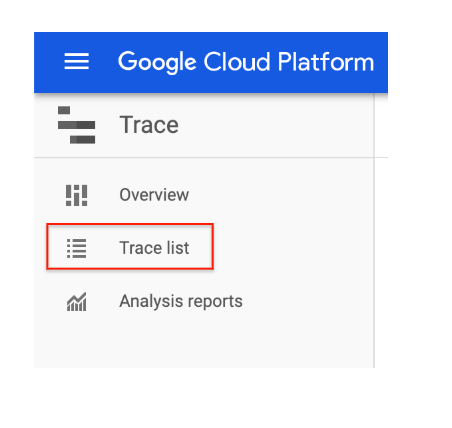 Google Cloud Platform
Trace
Overview
Trace list
Analysis reports